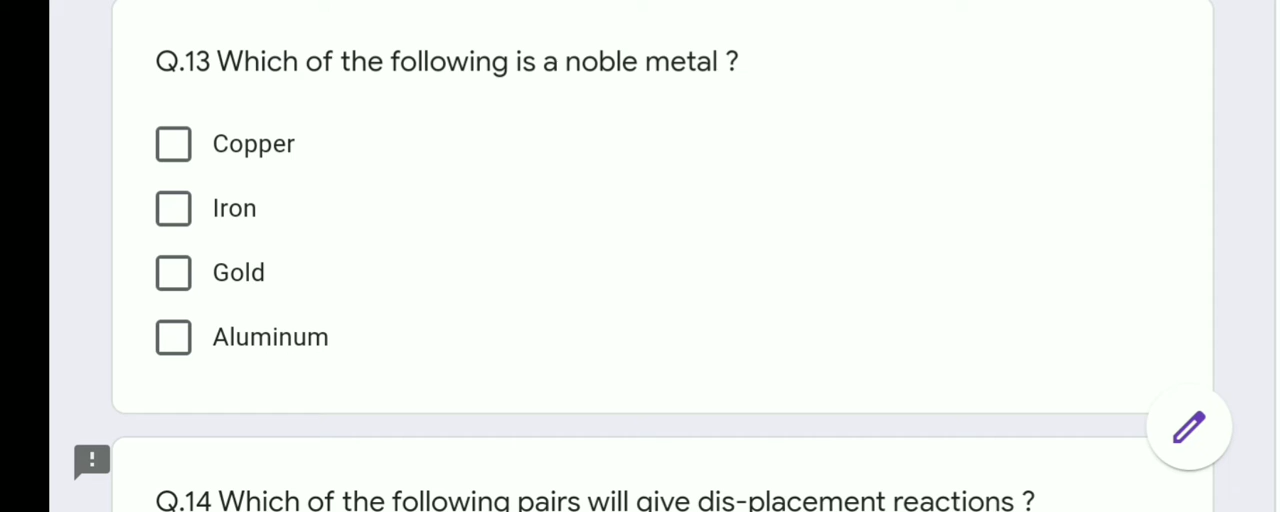 Q.13 Which of the following is a noble metal ?
Copper
Iron
Gold
Aluminum
Q.14 Which of the following pairs will give dis-placement reactions ?